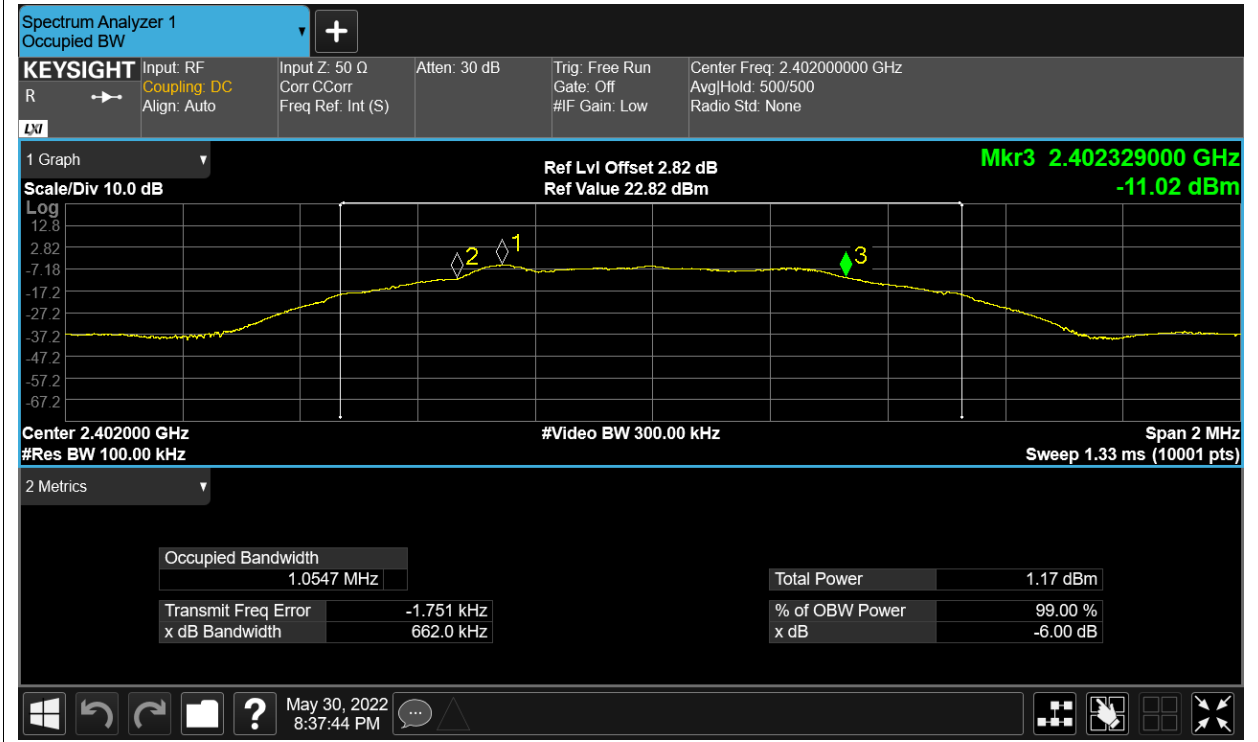 Spectrum Analyzer 1
Occupied BW
KEYSIGHT Input: RF Input Z: 50 Ω Atten: 30 dB Trig: Free Run Center Freq: 2.402000000 GHz
R Coupling: DC Corr CCorr Gate: Off Avg|Hold: 500/500
Align: Auto Freq Ref: Int (S) #IF Gain: Low Radio Std: None
LXI
1 Graph Ref Lvl Offset 2.82 dB Mkr3 2.402329000 GHz
Scale/Div 10.0 dB Ref Value 22.82 dBm -11.02 dBm
Log
12.8
2.82
-7.18
-17.2
-27.2
-37.2
-47.2
-57.2
-67.2
2 1 3
Center 2.402000 GHz #Video BW 300.00 kHz Span 2 MHz
#Res BW 100.00 kHz Sweep 1.33 ms (10001 pts)
2 Metrics
Occupied Bandwidth
1.0547 MHz Total Power 1.17 dBm
Transmit Freq Error -1.751 kHz % of OBW Power 99.00 %
x dB Bandwidth 662.0 kHz x dB -6.00 dB
? May 30, 2022
8:37:44 PM